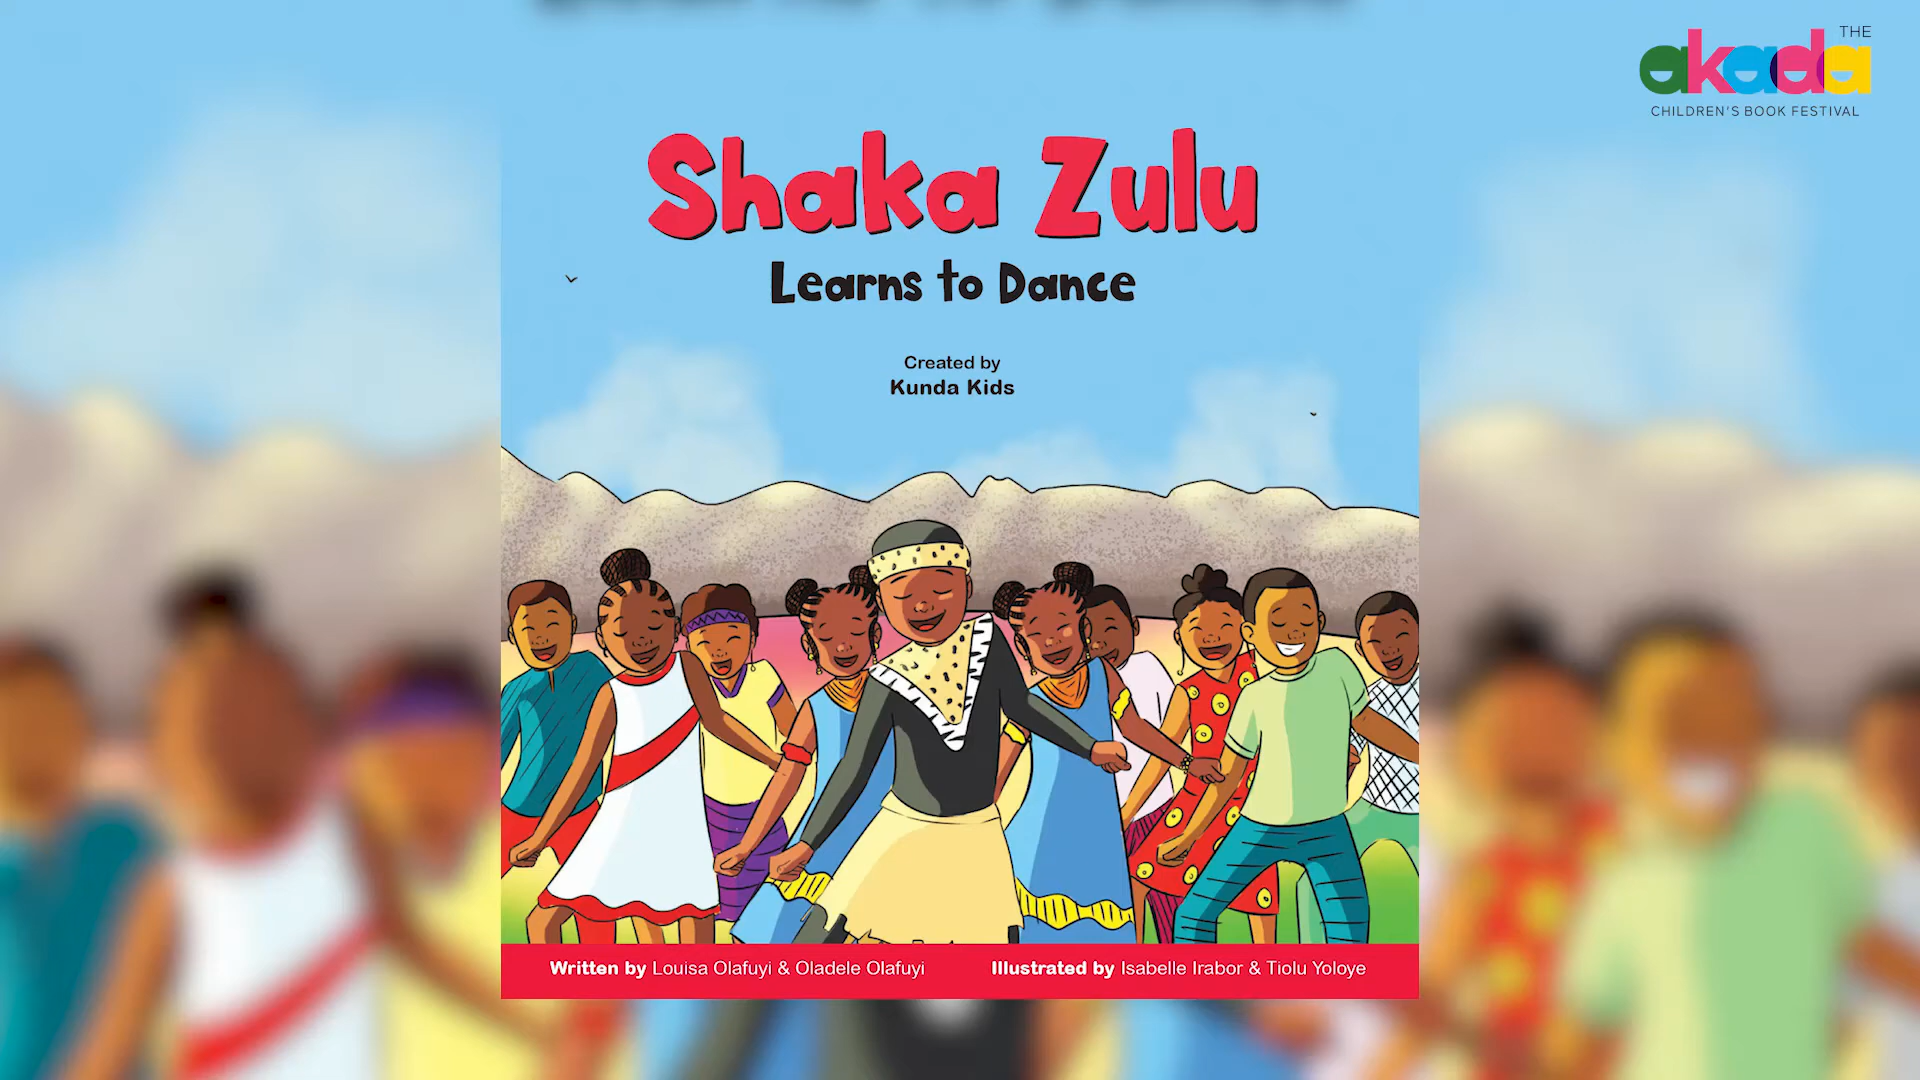 THE
akada
CHILDREN'S BOOK FESTIVAL
Shaka Zulu
Learns to Dance
Created by
Kunda Kids
Written by Louisa Olafuyi & Oladele Olafuyi
Illustrated by Isabelle Irabor & Tiolu Yoloye